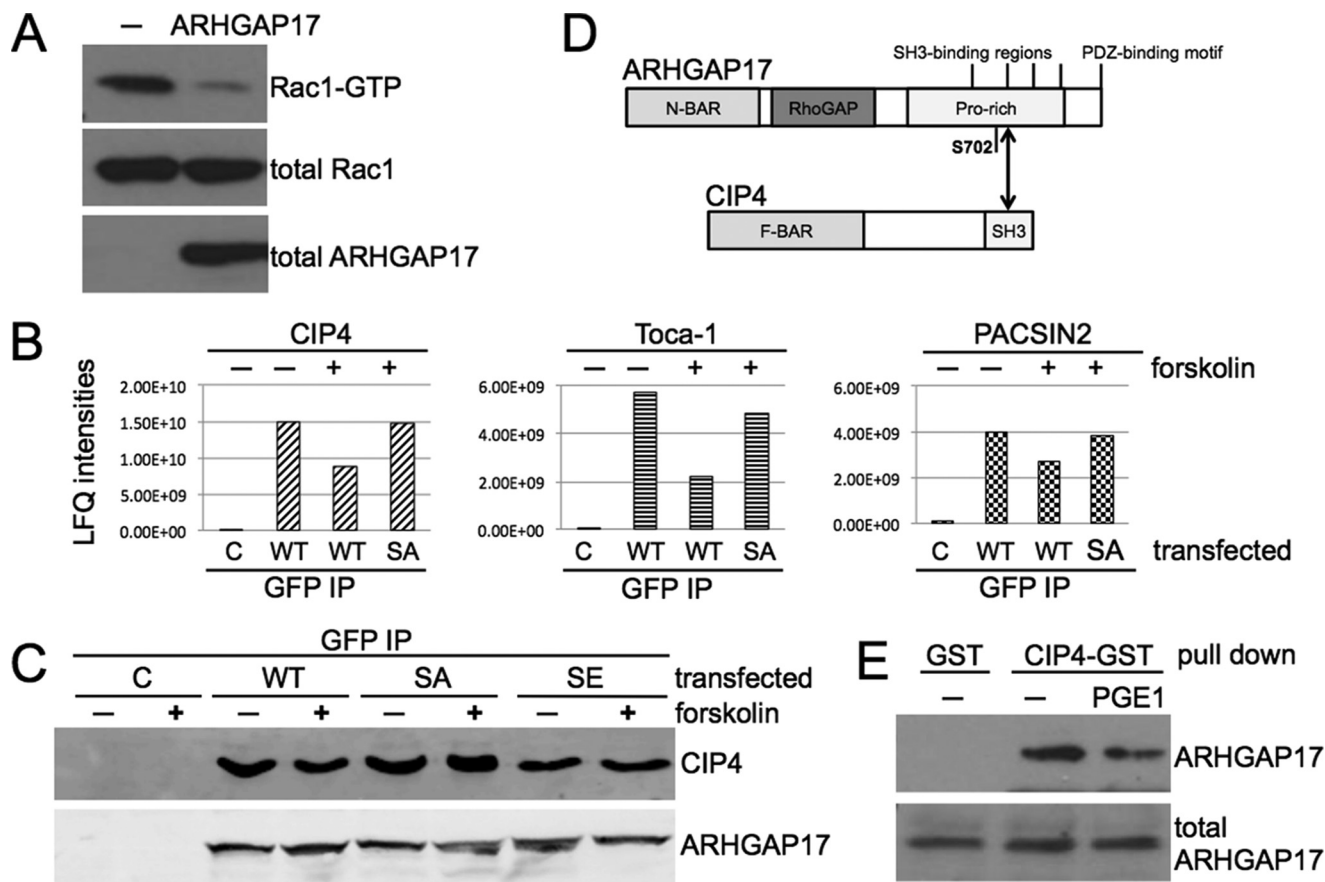 A
– ARHGAP17
Rac1-GTP
total Rac1
total ARHGAP17
D
SH3-binding regions PDZ-binding motif
ARHGAP17
N-BAR RhoGAP Pro-rich
S702
CIP4
F-BAR SH3
B
CIP4 Toca-1 PACSIN2
– – + + – – + + – – + + forskolin
LFQ intensities
2.00E+10
1.50E+10
1.00E+10
5.00E+09
0.00E+00
6.00E+09
4.00E+09
2.00E+09
0.00E+00
6.00E+09
4.00E+09
2.00E+09
0.00E+00
C WT WT SA C WT WT SA C WT WT SA transfected
GFP IP GFP IP GFP IP
C
GFP IP
C WT SA SE transfected
– + – + – + – + forskolin
CIP4
ARHGAP17
E
GST CIP4-GST pull down
– – PGE1
ARHGAP17
total
ARHGAP17